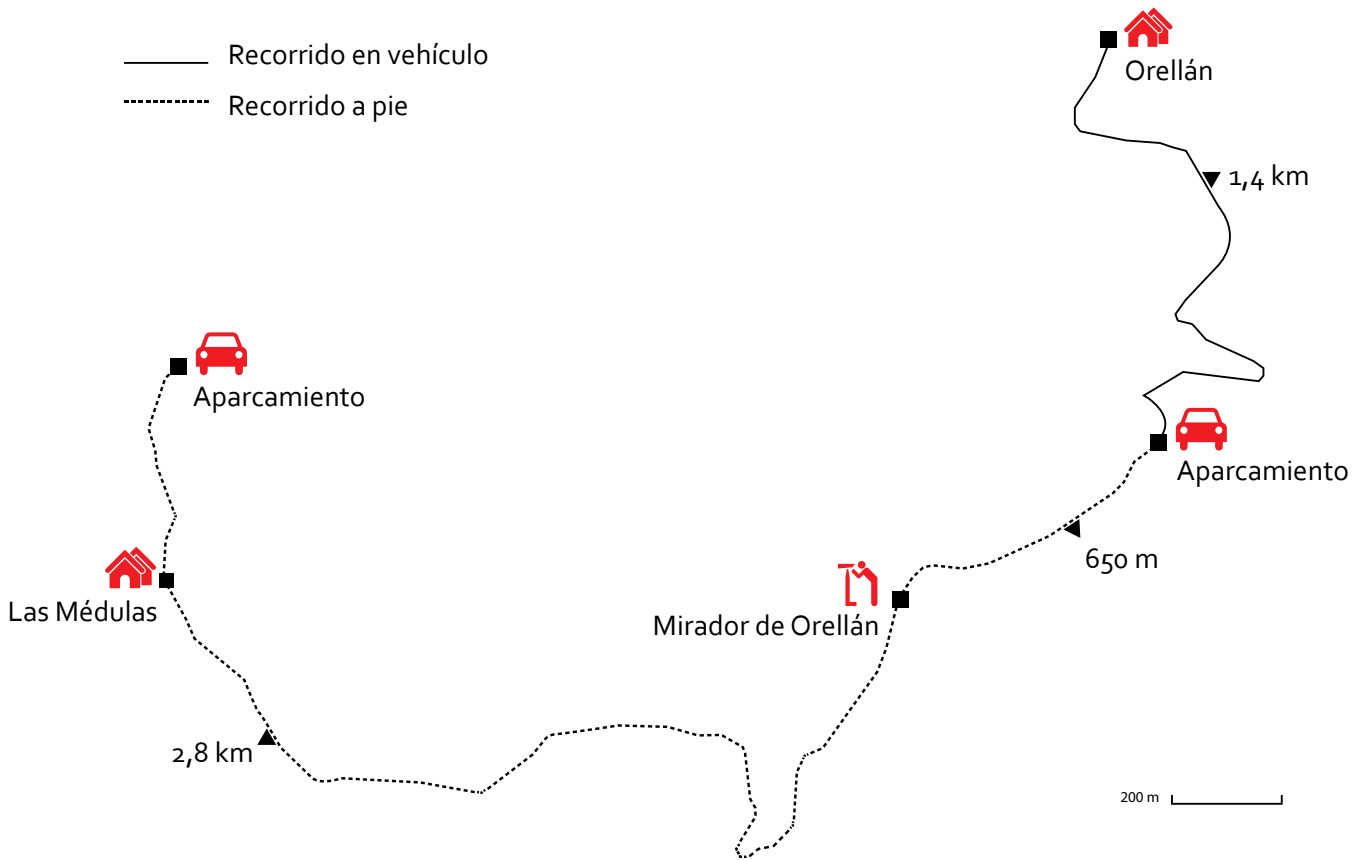 Recorrido en vehículo
Recorrido a pie
Orellán
1,4 km
Aparcamiento
Aparcamiento
650 m
Las Médulas
Mirador de Orellán
2,8 km
200 m